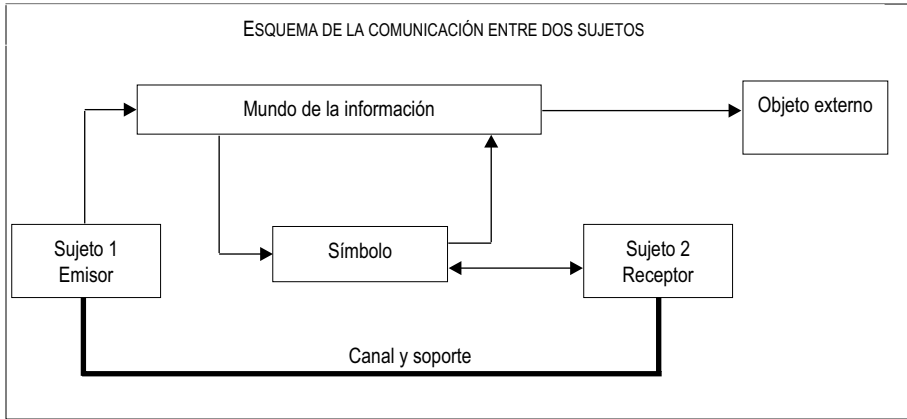 ESQUEMA DE LA COMUNICACIÓN ENTRE DOS SUJETOS
Mundo de la información
Objeto externo
Sujeto 1
Emisor
Símbolo
Sujeto 2
Receptor
Canal y soporte